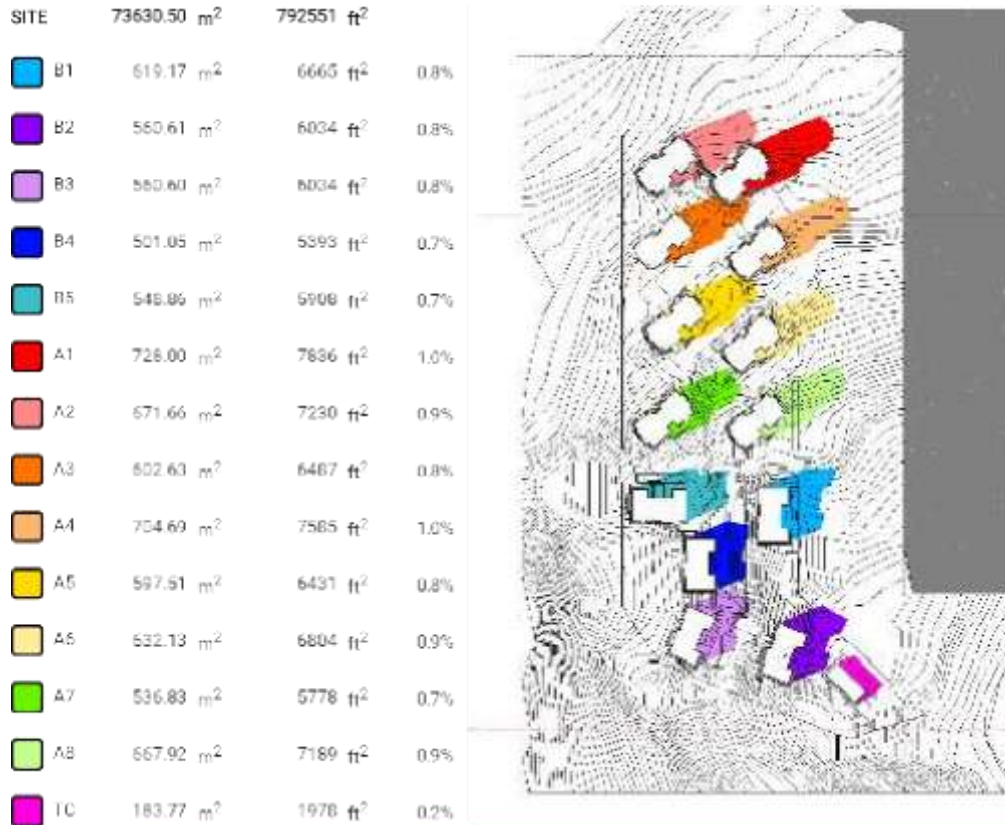 SITE 73630.50 m² 792551 ft²
B1 619.17 m² 6665 ft² 0.8%
B2 560.61 m² 6034 ft² 0.8%
B3 560.60 m² 6034 ft² 0.8%
B4 501.05 m² 5393 ft² 0.7%
B5 548.86 m² 5908 ft² 0.7%
A1 728.00 m² 7836 ft² 1.0%
A2 671.66 m² 7230 ft² 0.9%
A3 602.63 m² 6487 ft² 0.8%
A4 704.69 m² 7585 ft² 1.0%
A5 597.51 m² 6431 ft² 0.8%
A6 632.13 m² 6804 ft² 0.9%
A7 536.83 m² 5778 ft² 0.7%
A8 667.92 m² 7189 ft² 0.9%
TC 183.77 m² 1978 ft² 0.2%